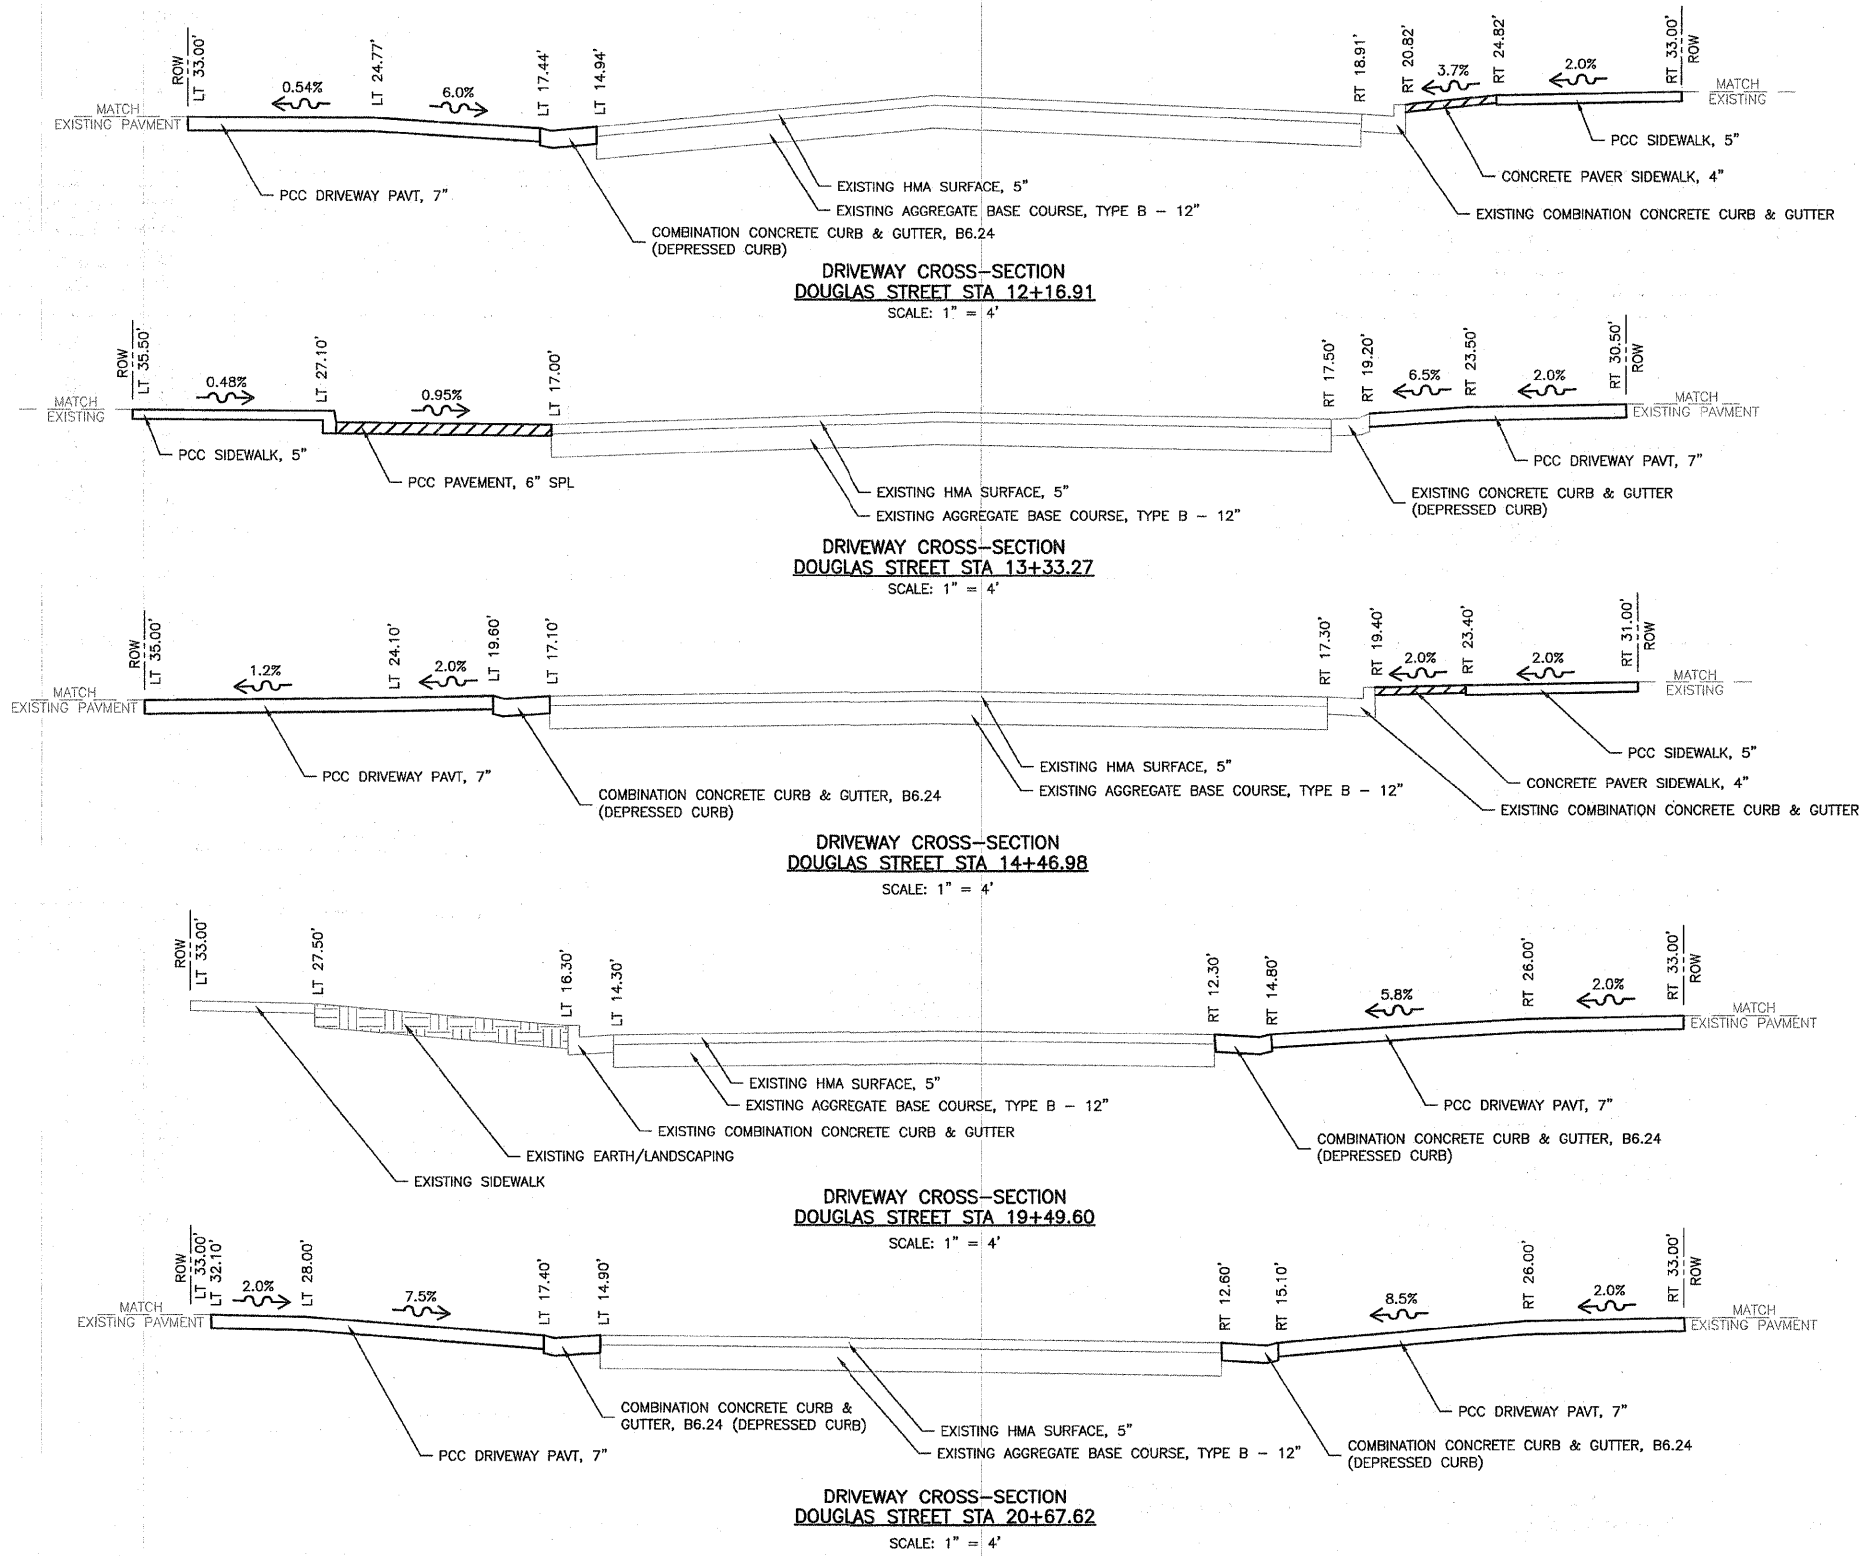 ROW
LT 33.00'
LT 24.77'
LT 17.44'
LT 14.94'
RT 18.91'
RT 20.82'
RT 24.82'
RT 33.00'
ROW
0.54%
6.0%
3.7%
2.0%
MATCH
EXISTING PAVMENT
MATCH
EXISTING
PCC DRIVEWAY PAVT, 7"
EXISTING HMA SURFACE, 5"
EXISTING AGGREGATE BASE COURSE, TYPE B - 12"
COMBINATION CONCRETE CURB & GUTTER, B6.24
(DEPRESSED CURB)
PCC SIDEWALK, 5"
CONCRETE PAVER SIDEWALK, 4"
EXISTING COMBINATION CONCRETE CURB & GUTTER
DRIVEWAY CROSS-SECTION
DOUGLAS STREET STA 12+16.91
SCALE: 1" = 4'
ROW
LT 35.50'
LT 27.10'
LT 17.00'
RT 17.50'
RT 19.20'
RT 23.50'
RT 30.50'
ROW
0.48%
0.95%
6.5%
2.0%
MATCH
EXISTING
MATCH
EXISTING PAVMENT
PCC SIDEWALK, 5"
PCC PAVEMENT, 6" SPL
EXISTING HMA SURFACE, 5"
EXISTING AGGREGATE BASE COURSE, TYPE B - 12"
PCC DRIVEWAY PAVT, 7"
EXISTING CONCRETE CURB & GUTTER
(DEPRESSED CURB)
DRIVEWAY CROSS-SECTION
DOUGLAS STREET STA 13+33.27
SCALE: 1" = 4'
ROW
LT 35.00'
LT 24.10'
LT 19.60'
LT 17.10'
RT 17.30'
RT 19.40'
RT 23.40'
RT 31.00'
ROW
1.2%
2.0%
2.0%
2.0%
MATCH
EXISTING PAVMENT
MATCH
EXISTING
PCC DRIVEWAY PAVT, 7"
COMBINATION CONCRETE CURB & GUTTER, B6.24
(DEPRESSED CURB)
EXISTING HMA SURFACE, 5"
EXISTING AGGREGATE BASE COURSE, TYPE B - 12"
PCC SIDEWALK, 5"
CONCRETE PAVER SIDEWALK, 4"
EXISTING COMBINATION CONCRETE CURB & GUTTER
DRIVEWAY CROSS-SECTION
DOUGLAS STREET STA 14+46.98
SCALE: 1" = 4'
ROW
LT 33.00'
LT 27.50'
LT 16.30'
LT 14.30'
RT 12.30'
RT 14.80'
RT 26.00'
RT 33.00'
ROW
5.8%
2.0%
MATCH
EXISTING PAVMENT
EXISTING HMA SURFACE, 5"
EXISTING AGGREGATE BASE COURSE, TYPE B - 12"
EXISTING COMBINATION CONCRETE CURB & GUTTER
EXISTING EARTH/LANDSCAPING
EXISTING SIDEWALK
PCC DRIVEWAY PAVT, 7"
COMBINATION CONCRETE CURB & GUTTER, B6.24
(DEPRESSED CURB)
DRIVEWAY CROSS-SECTION
DOUGLAS STREET STA 19+49.60
SCALE: 1" = 4'
ROW
LT 33.00'
LT 32.10'
LT 28.00'
LT 17.40'
LT 14.90'
RT 12.60'
RT 15.10'
RT 26.00'
RT 33.00'
ROW
2.0%
7.5%
8.5%
2.0%
MATCH
EXISTING PAVMENT
MATCH
EXISTING PAVMENT
COMBINATION CONCRETE CURB &
GUTTER, B6.24 (DEPRESSED CURB)
PCC DRIVEWAY PAVT, 7"
EXISTING HMA SURFACE, 5"
EXISTING AGGREGATE BASE COURSE, TYPE B - 12"
PCC DRIVEWAY PAVT, 7"
COMBINATION CONCRETE CURB & GUTTER, B6.24
(DEPRESSED CURB)
DRIVEWAY CROSS-SECTION
DOUGLAS STREET STA 20+67.62
SCALE: 1" = 4'